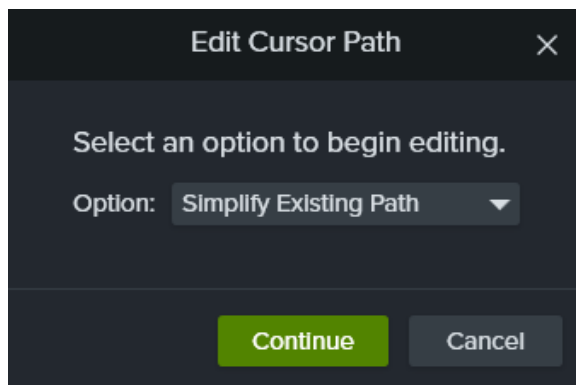 Edit Cursor Path
Select an option to begin editing.
Option: Simplify Existing Path
Continue Cancel